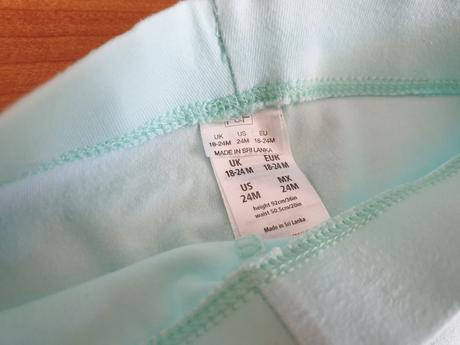 F&F
UK US EU
18-24M 24M 18-24M
MADE IN SRI LANKA
UK EUK
18-24M 18-24M
US MX
24M 24M
height 92cm/36in
waist 50.5cm/20in
Made in Sri Lanka